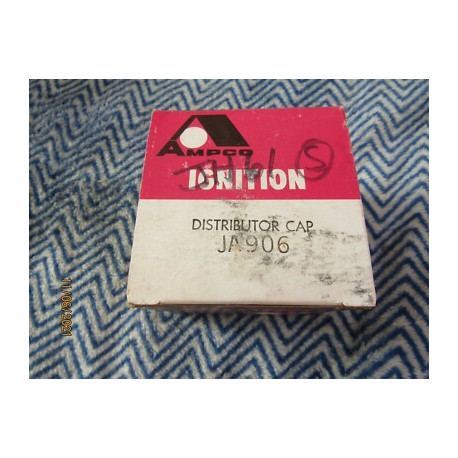 AMPCO
IGNITION
DISTRIBUTOR CAP
JA906
11/06/2021